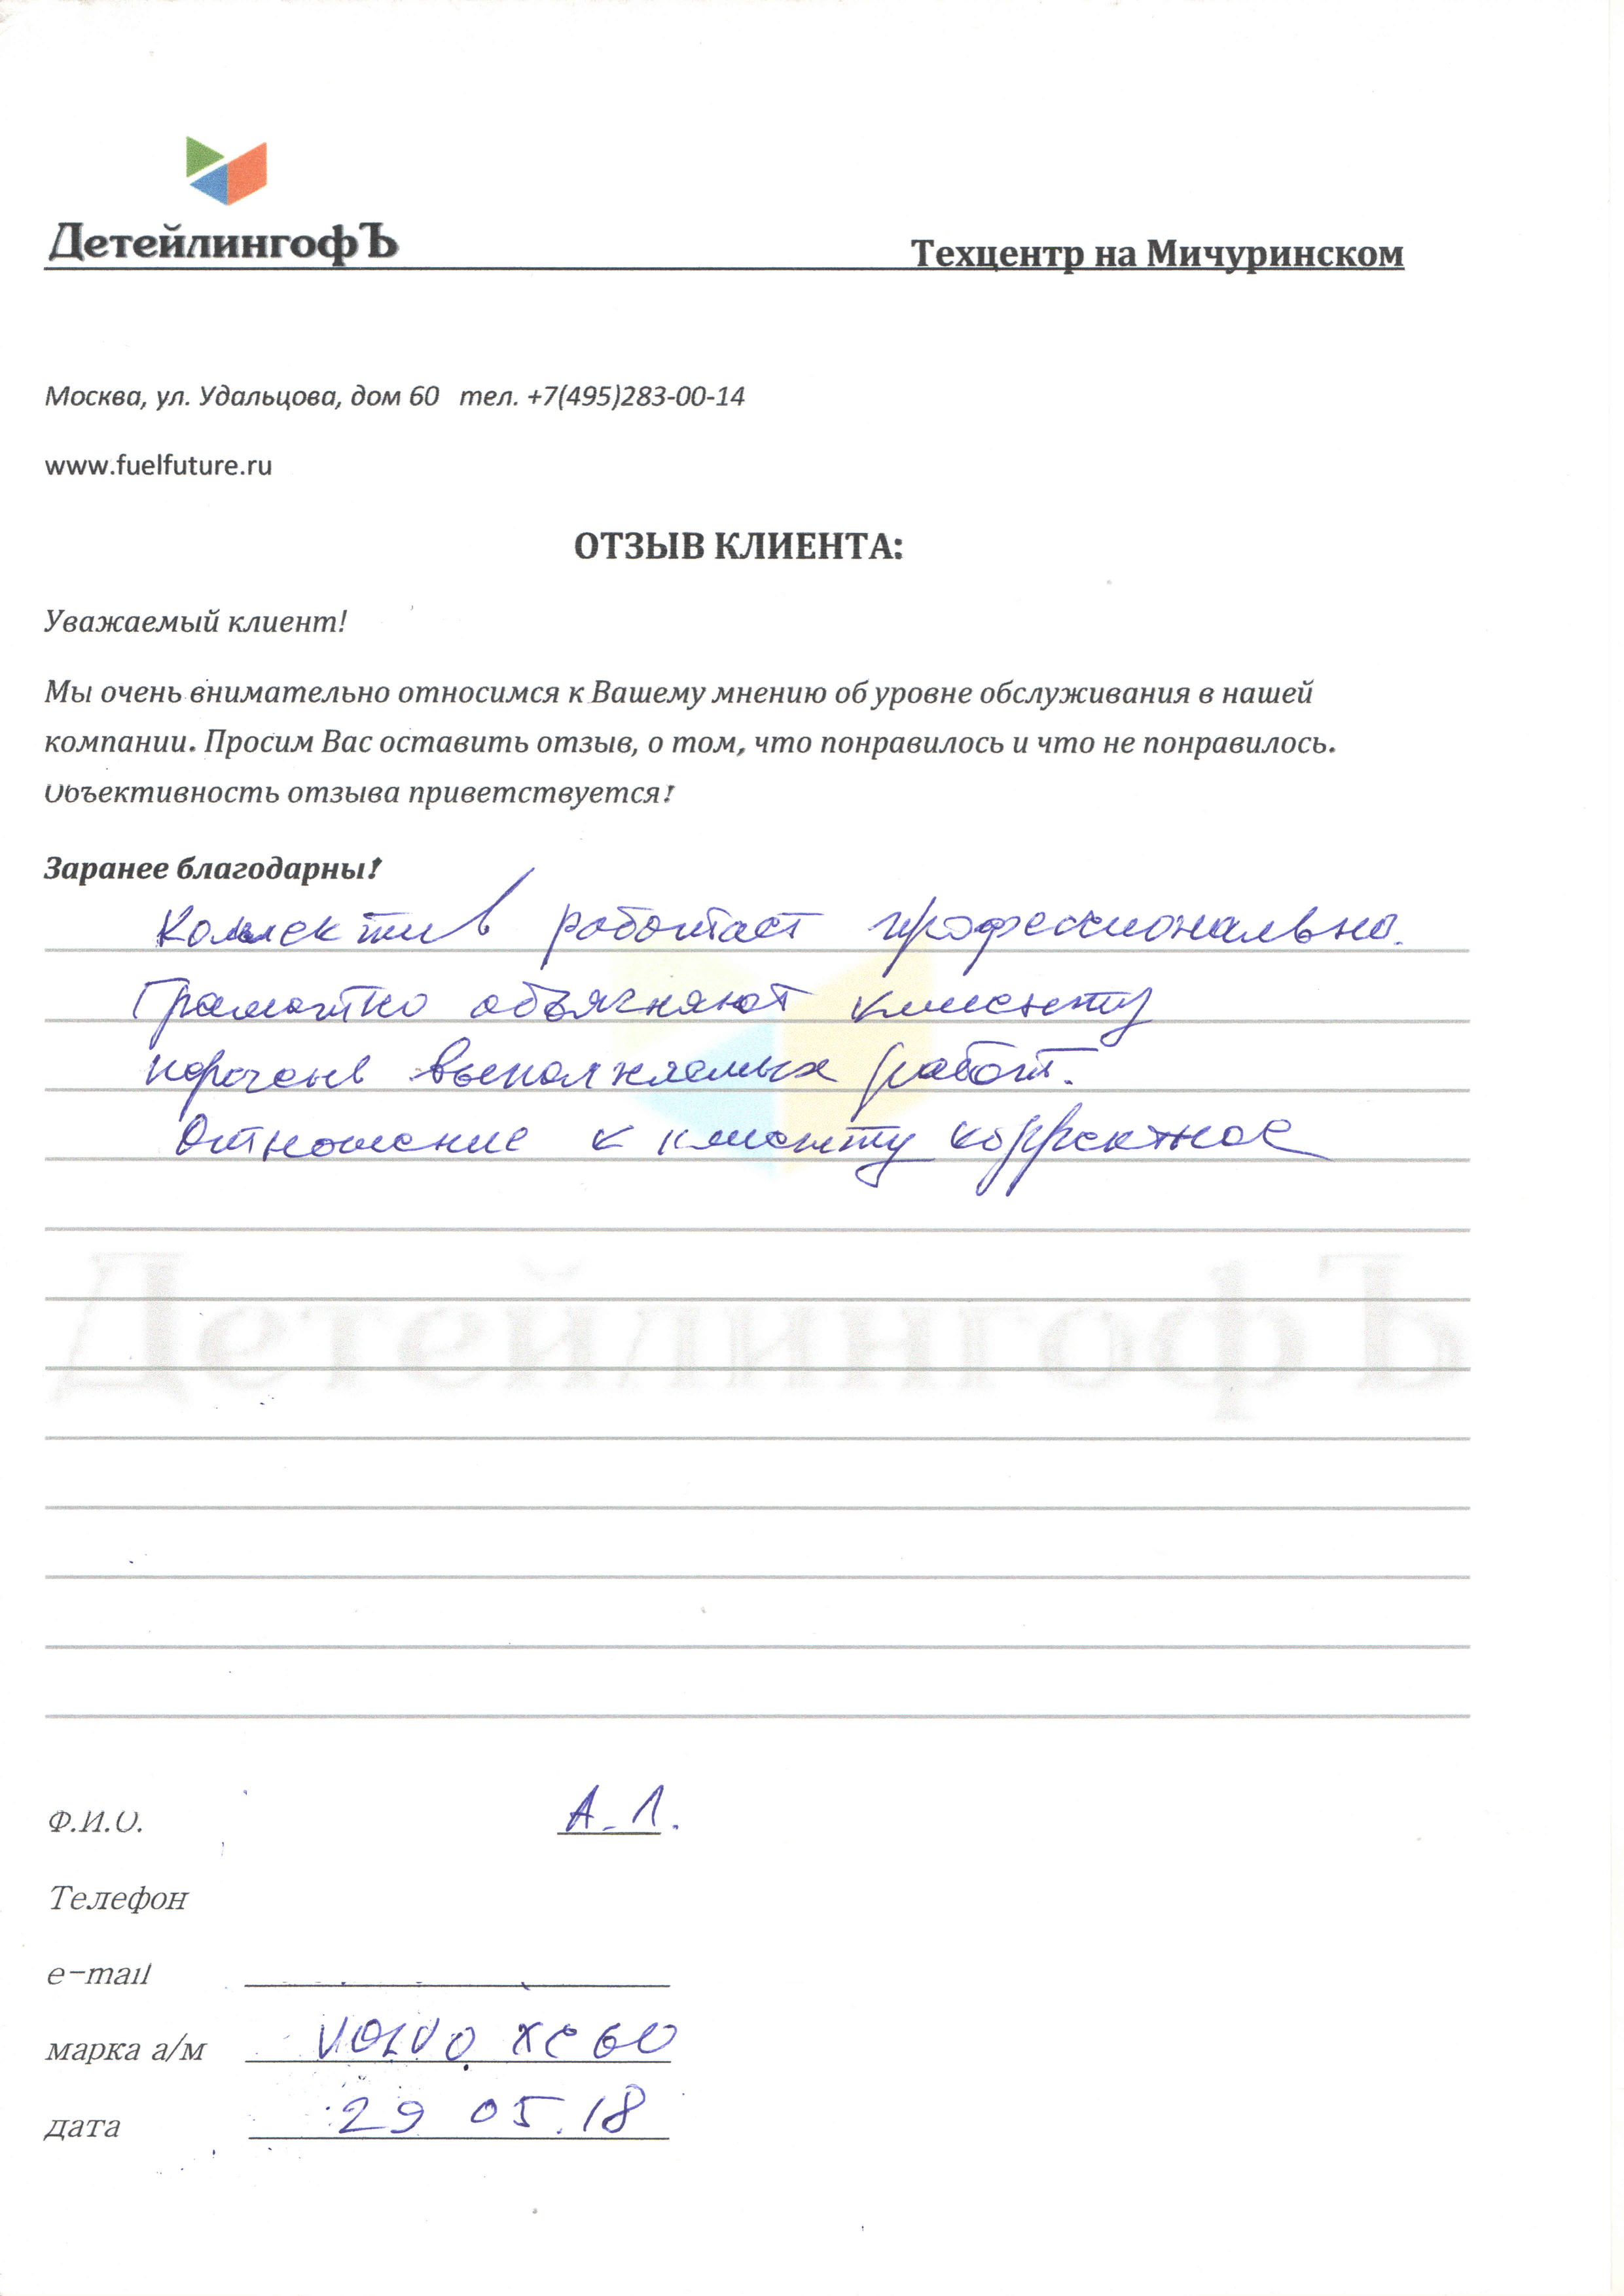 ДетейлингофЪ
Техцентр на Мичуринском
Москва, ул. Удальцова, дом 60 тел. +7(495)283-00-14
www.fuelfuture.ru
ОТЗЫВ КЛИЕНТА:
Уважаемый клиент!
Мы очень внимательно относимся к Вашему мнению об уровне обслуживания в нашей
компании. Просим Вас оставить отзыв, о том, что понравилось и что не понравилось.
Объективность отзыва приветствуется!
Заранее благодарны!
Коллектив работает профессионально.
Грамотно объясняют клиенту
перечень выполняемых работ.
Отношение к клиенту корректное
ДетейлингофЪ
Ф.И.О. А.Л.
Телефон
e-mail
марка а/м VOLVO XC 60
дата 29 05.18